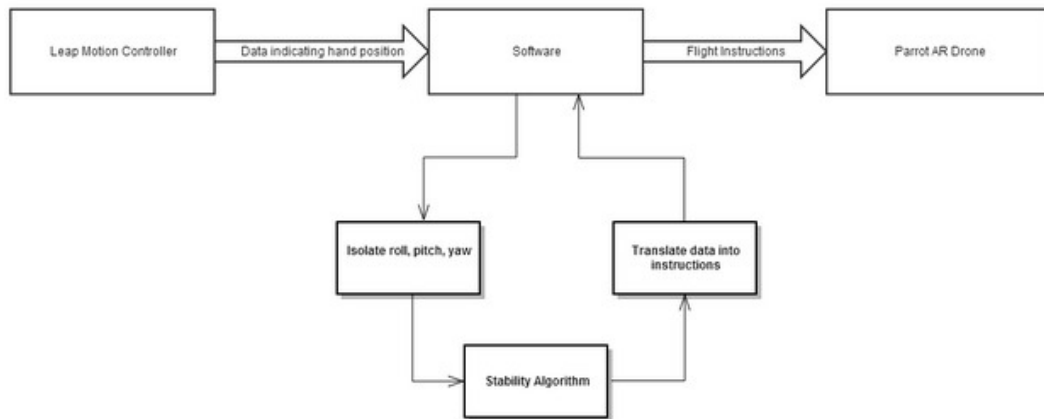 Leap Motion Controller
Data indicating hand position
Software
Flight Instructions
Parrot AR Drone
Isolate roll, pitch, yaw
Translate data into
instructions
Stability Algorithm